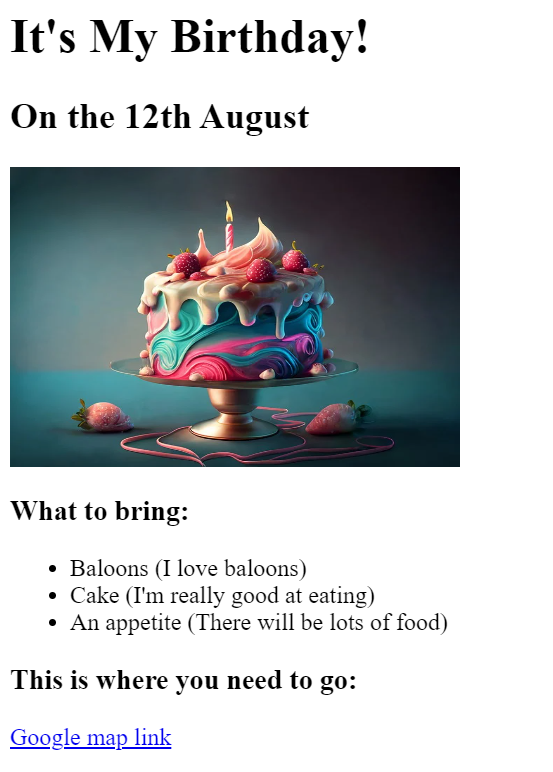 It's My Birthday!
On the 12th August
What to bring:
Baloons (I love baloons)
Cake (I'm really good at eating)
An appetite (There will be lots of food)
This is where you need to go:
Google map link